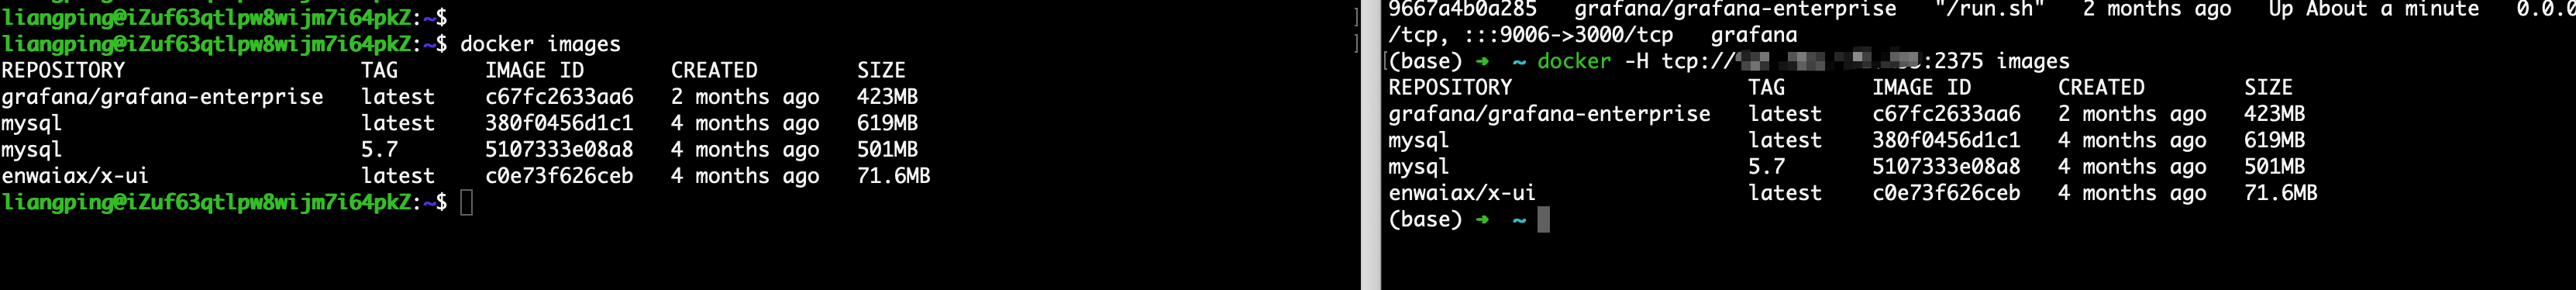 liangping@iZuf63qtlpw8wijm7i64pkZ:~$
liangping@iZuf63qtlpw8wijm7i64pkZ:~$ docker images
REPOSITORY TAG IMAGE ID CREATED SIZE
grafana/grafana-enterprise latest c67fc2633aa6 2 months ago 423MB
mysql latest 380f0456d1c1 4 months ago 619MB
mysql 5.7 5107333e08a8 4 months ago 501MB
enwaiax/x-ui latest c0e73f626ceb 4 months ago 71.6MB
liangping@iZuf63qtlpw8wijm7i64pkZ:~$
9667a4b0a285 grafana/grafana-enterprise "/run.sh" 2 months ago Up About a minute 0.0.0
/tcp, :::9006->3000/tcp grafana
(base) ➜ ~ docker -H tcp:// :2375 images
REPOSITORY TAG IMAGE ID CREATED SIZE
grafana/grafana-enterprise latest c67fc2633aa6 2 months ago 423MB
mysql latest 380f0456d1c1 4 months ago 619MB
mysql 5.7 5107333e08a8 4 months ago 501MB
enwaiax/x-ui latest c0e73f626ceb 4 months ago 71.6MB
(base) ➜ ~